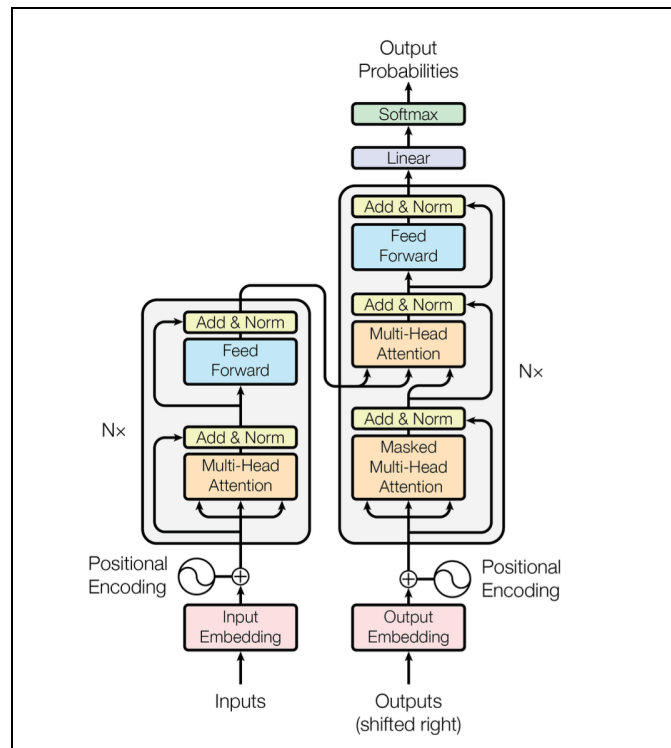 Output
Probabilities
Softmax
Linear
Add & Norm
Feed
Forward
Add & Norm
Multi-Head
Attention
Nx
Add & Norm
Masked
Multi-Head
Attention
Add & Norm
Feed
Forward
Nx
Add & Norm
Multi-Head
Attention
Positional
Encoding
Positional
Encoding
Input
Embedding
Output
Embedding
Inputs
Outputs
(shifted right)